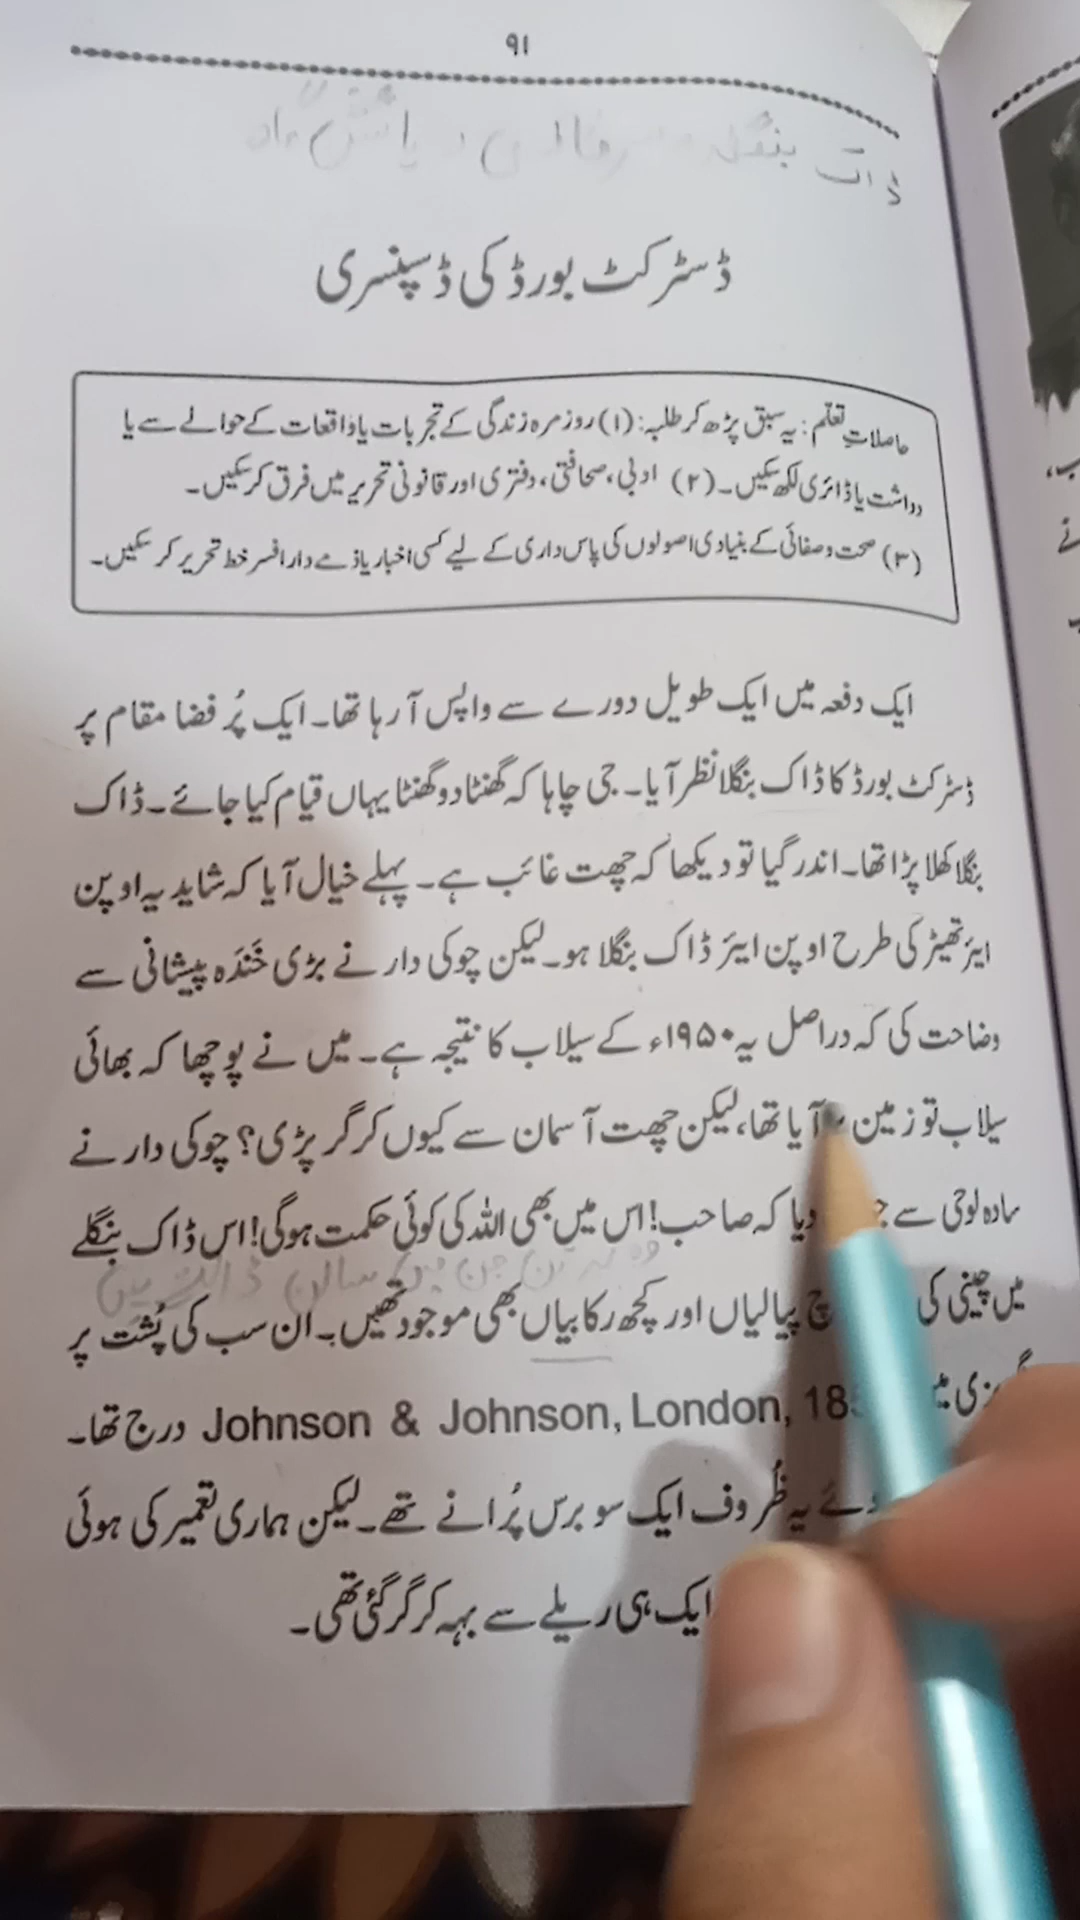 ۹۱
ڈاک بنگلہ
ڈسٹرکٹ بورڈ کی ڈسپنسری
حاصلاتِ تعلّم: یہ سبق پڑھ کر طلبہ: (۱) روزمرہ زندگی کے تجربات یا واقعات کے حوالے سے یا
دداشت یا ڈائری لکھ سکیں۔ (۲) ادبی، صحافتی، دفتری اور قانونی تحریر میں فرق کر سکیں۔
(۳) صحت و صفائی کے بنیادی اصولوں کی پاس داری کے لیے کسی اخبار یا ذمے دار افسر خط تحریر کر سکیں۔
ایک دفعہ میں ایک طویل دورے سے واپس آ رہا تھا۔ ایک پُر فضا مقام پر
ڈسٹرکٹ بورڈ کا ڈاک بنگلا نظر آیا۔ جی چاہا کہ گھنٹا دو گھنٹا یہاں قیام کیا جائے۔ ڈاک
بنگلا کھلا پڑا تھا۔ اندر گیا تو دیکھا کہ چھت غائب ہے۔ پہلے خیال آیا کہ شاید یہ اوپن
ایئر تھیٹر کی طرح اوپن ایئر ڈاک بنگلا ہو۔ لیکن چوکی دار نے بڑی خَندَہ پیشانی سے
وضاحت کی کہ دراصل یہ ۱۹۵۰ء کے سیلاب کا نتیجہ ہے۔ میں نے پوچھا کہ بھائی
سیلاب تو زمین آیا تھا، لیکن چھت آسمان سے کیوں کر گر پڑی؟ چوکی دار نے
سادہ لوحی سے دیا کہ صاحب! اس میں بھی اللہ کی کوئی حکمت ہوگی! اس ڈاک بنگلے
میں چینی کی پیالیاں اور کچھ رکابیاں بھی موجود تھیں۔ ان سب کی پُشت پر
Johnson & Johnson, London, درج تھا۔
یہ ظُروف ایک سو برس پُرانے تھے۔ لیکن ہماری تعمیر کی ہوئی
ایک ہی ریلے سے بہہ کر گر گئی تھی۔